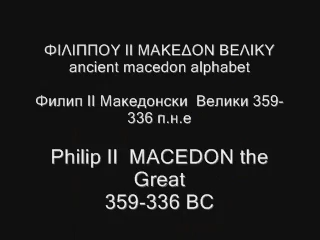 ΦΙΛΙΠΠΟΥ ΙΙ ΜΑΚΕΔΟΝ ΒΕΛΙΚΥ
ancient macedon alphabet
Филип II Македонски Велики 359-
336 п.н.е
Philip II MACEDON the
Great
359-336 BC